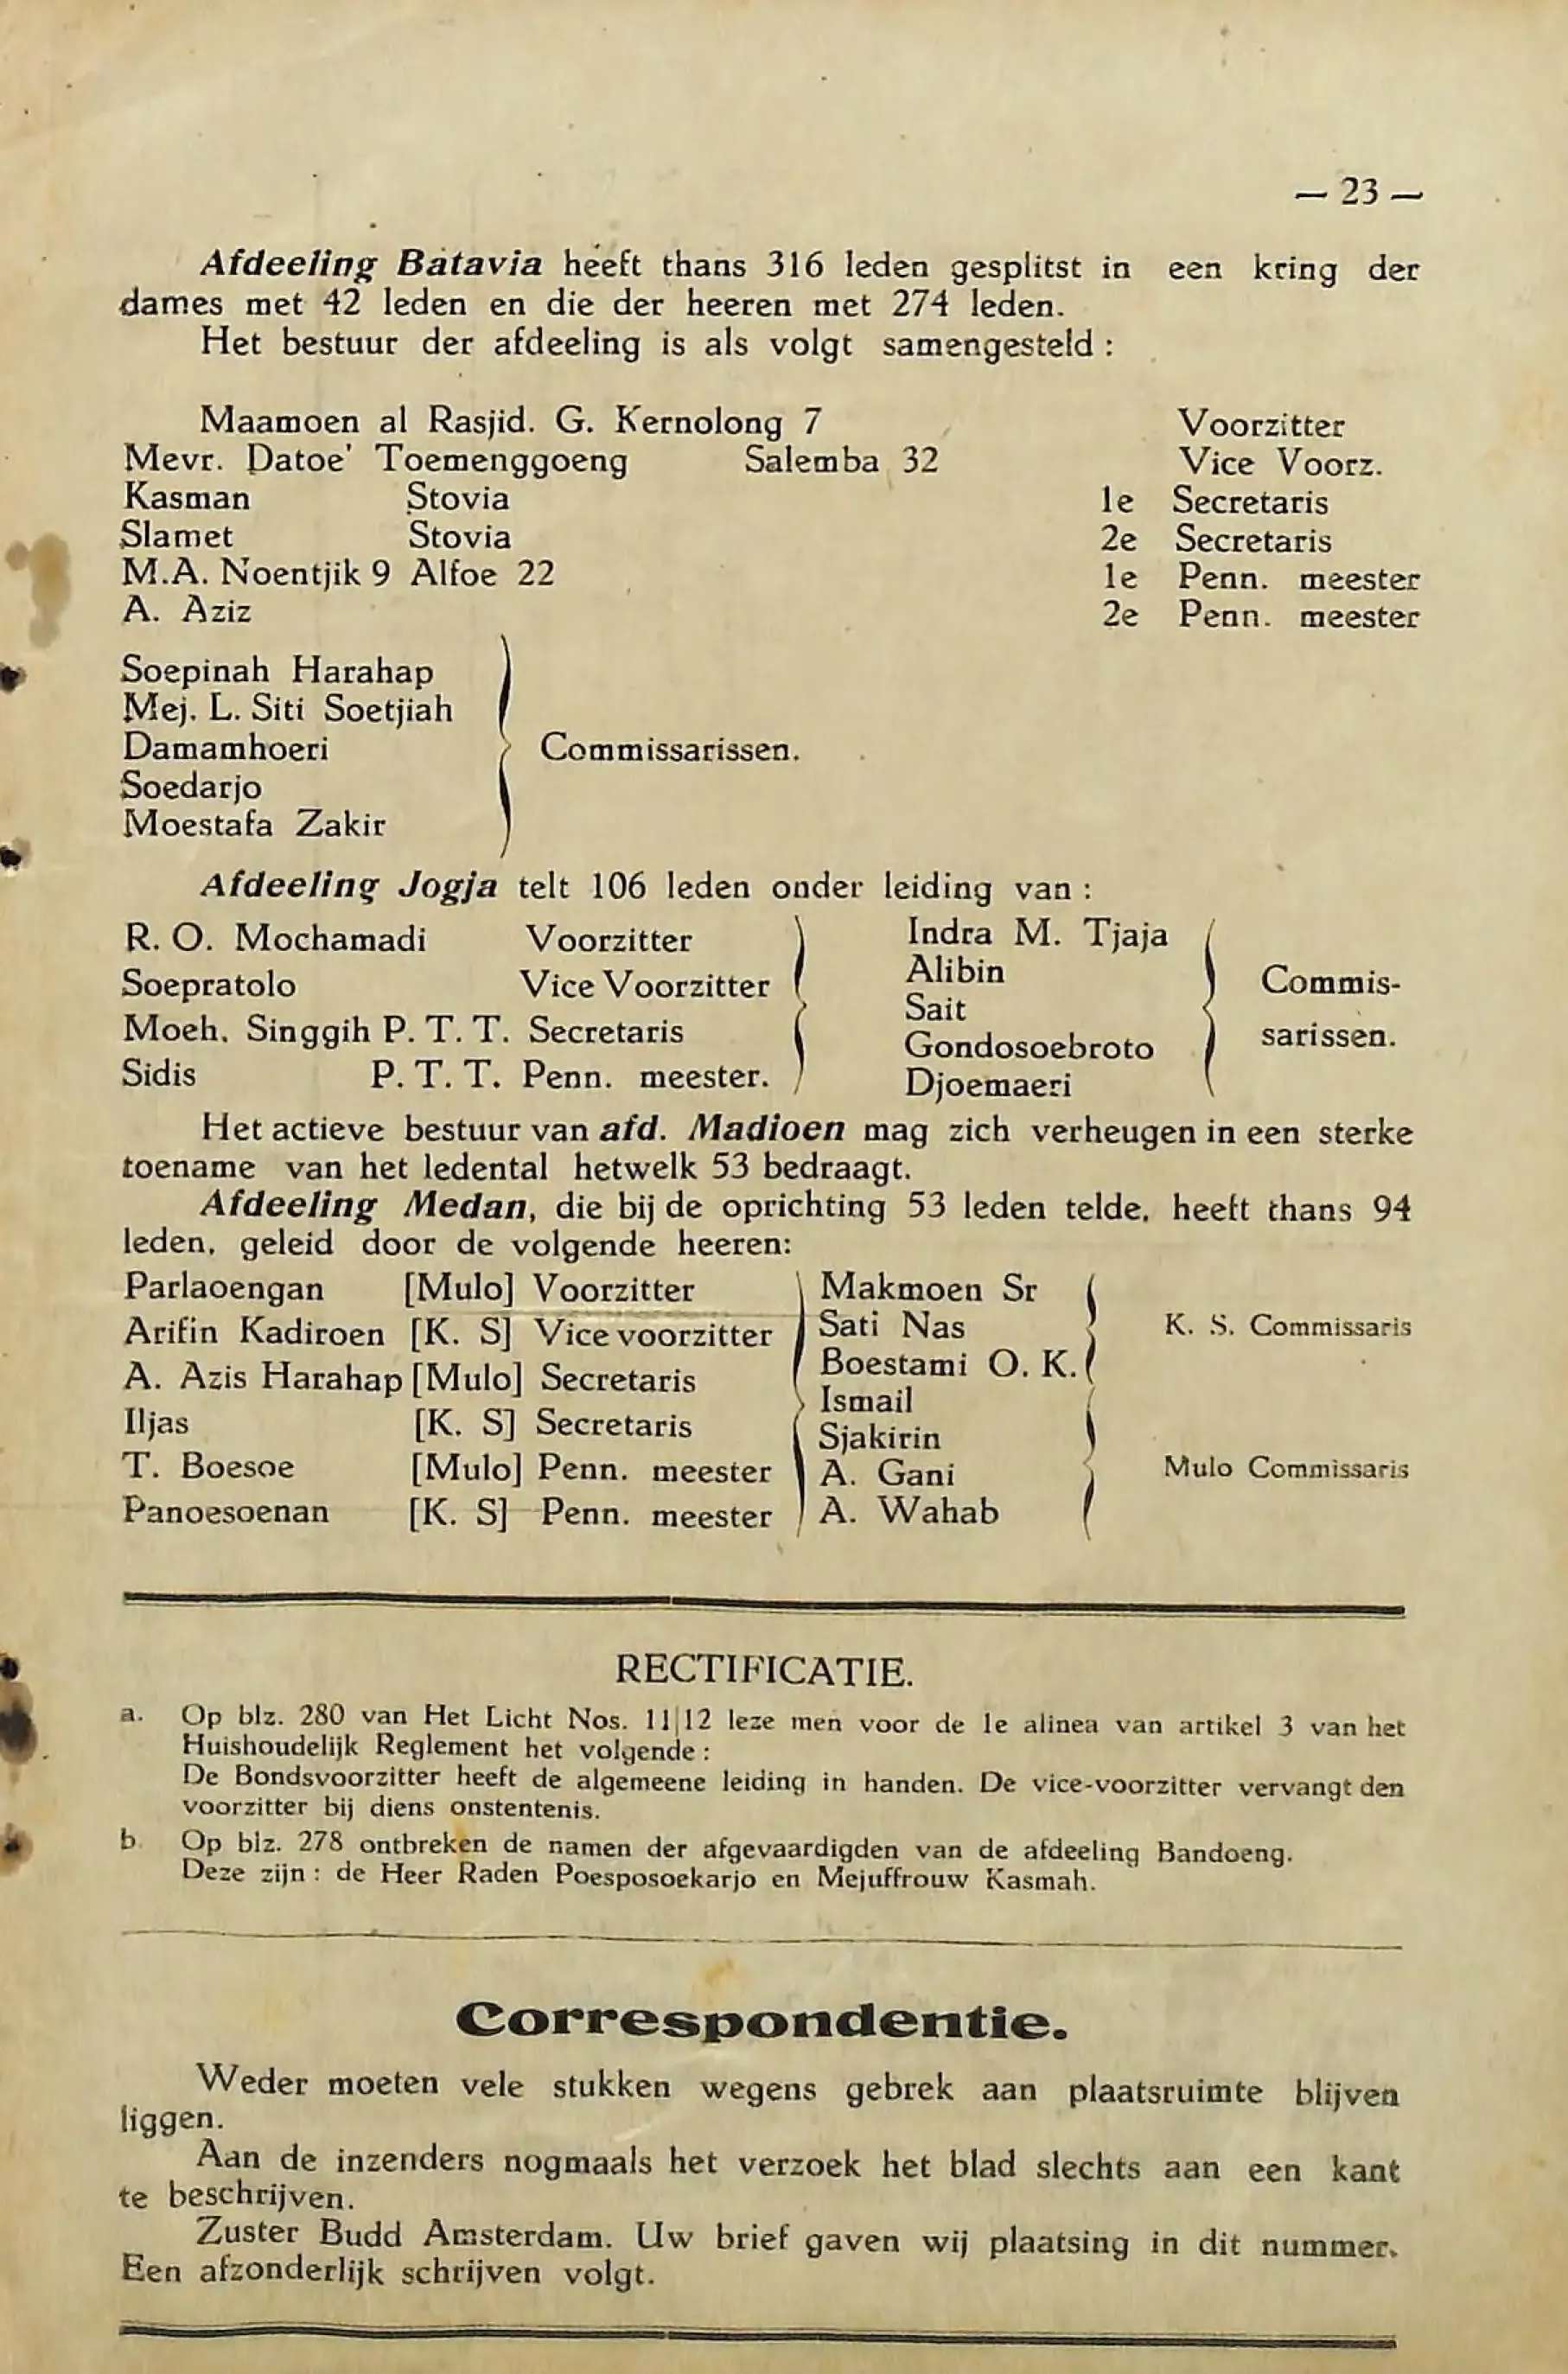 — 23 —
Afdeeling Batavia heeft thans 316 leden gesplitst in een kring der
dames met 42 leden en die der heeren met 274 leden.
Het bestuur der afdeeling is als volgt samengesteld :
Maamoen al Rasjid. G. Kernolong 7 Voorzitter
Mevr. Datoe' Toemenggoeng Salemba 32 Vice Voorz.
Kasman Stovia 1e Secretaris
Slamet Stovia 2e Secretaris
M.A. Noentjik 9 Alfoe 22 1e Penn. meester
A. Aziz 2e Penn. meester
Soepinah Harahap
Mej. L. Siti Soetjiah
Damamhoeri Commissarissen.
Soedarjo
Moestafa Zakir
Afdeeling Jogja telt 106 leden onder leiding van :
R. O. Mochamadi Voorzitter
Soepratolo Vice Voorzitter
Moeh. Singgih P. T. T. Secretaris
Sidis P. T. T. Penn. meester.
Indra M. Tjaja
Alibin
Sait
Gondosoebroto
Djoemaeri
Commis-
sarissen.
Het actieve bestuur van afd. Madioen mag zich verheugen in een sterke
toename van het ledental hetwelk 53 bedraagt.
Afdeeling Medan, die bij de oprichting 53 leden telde, heeft thans 94
leden, geleid door de volgende heeren:
Parlaoengan [Mulo] Voorzitter
Arifin Kadiroen [K. S] Vice voorzitter
A. Azis Harahap [Mulo] Secretaris
Iljas [K. S] Secretaris
T. Boesoe [Mulo] Penn. meester
Panoesoenan [K. S] Penn. meester
Makmoen Sr
Sati Nas
Boestami O. K.
Ismail
Sjakirin
A. Gani
A. Wahab
K. S. Commissaris
Mulo Commissaris
RECTIFICATIE.
a. Op blz. 280 van Het Licht Nos. 11|12 leze men voor de 1e alinea van artikel 3 van het
Huishoudelijk Reglement het volgende :
De Bondsvoorzitter heeft de algemeene leiding in handen. De vice-voorzitter vervangt den
voorzitter bij diens onstentenis.
b Op blz. 278 ontbreken de namen der afgevaardigden van de afdeeling Bandoeng.
Deze zijn : de Heer Raden Poesposoekarjo en Mejuffrouw Kasmah.
Correspondentie.
Weder moeten vele stukken wegens gebrek aan plaatsruimte blijven
liggen.
Aan de inzenders nogmaals het verzoek het blad slechts aan een kant
te beschrijven.
Zuster Budd Amsterdam. Uw brief gaven wij plaatsing in dit nummer.
Een afzonderlijk schrijven volgt.